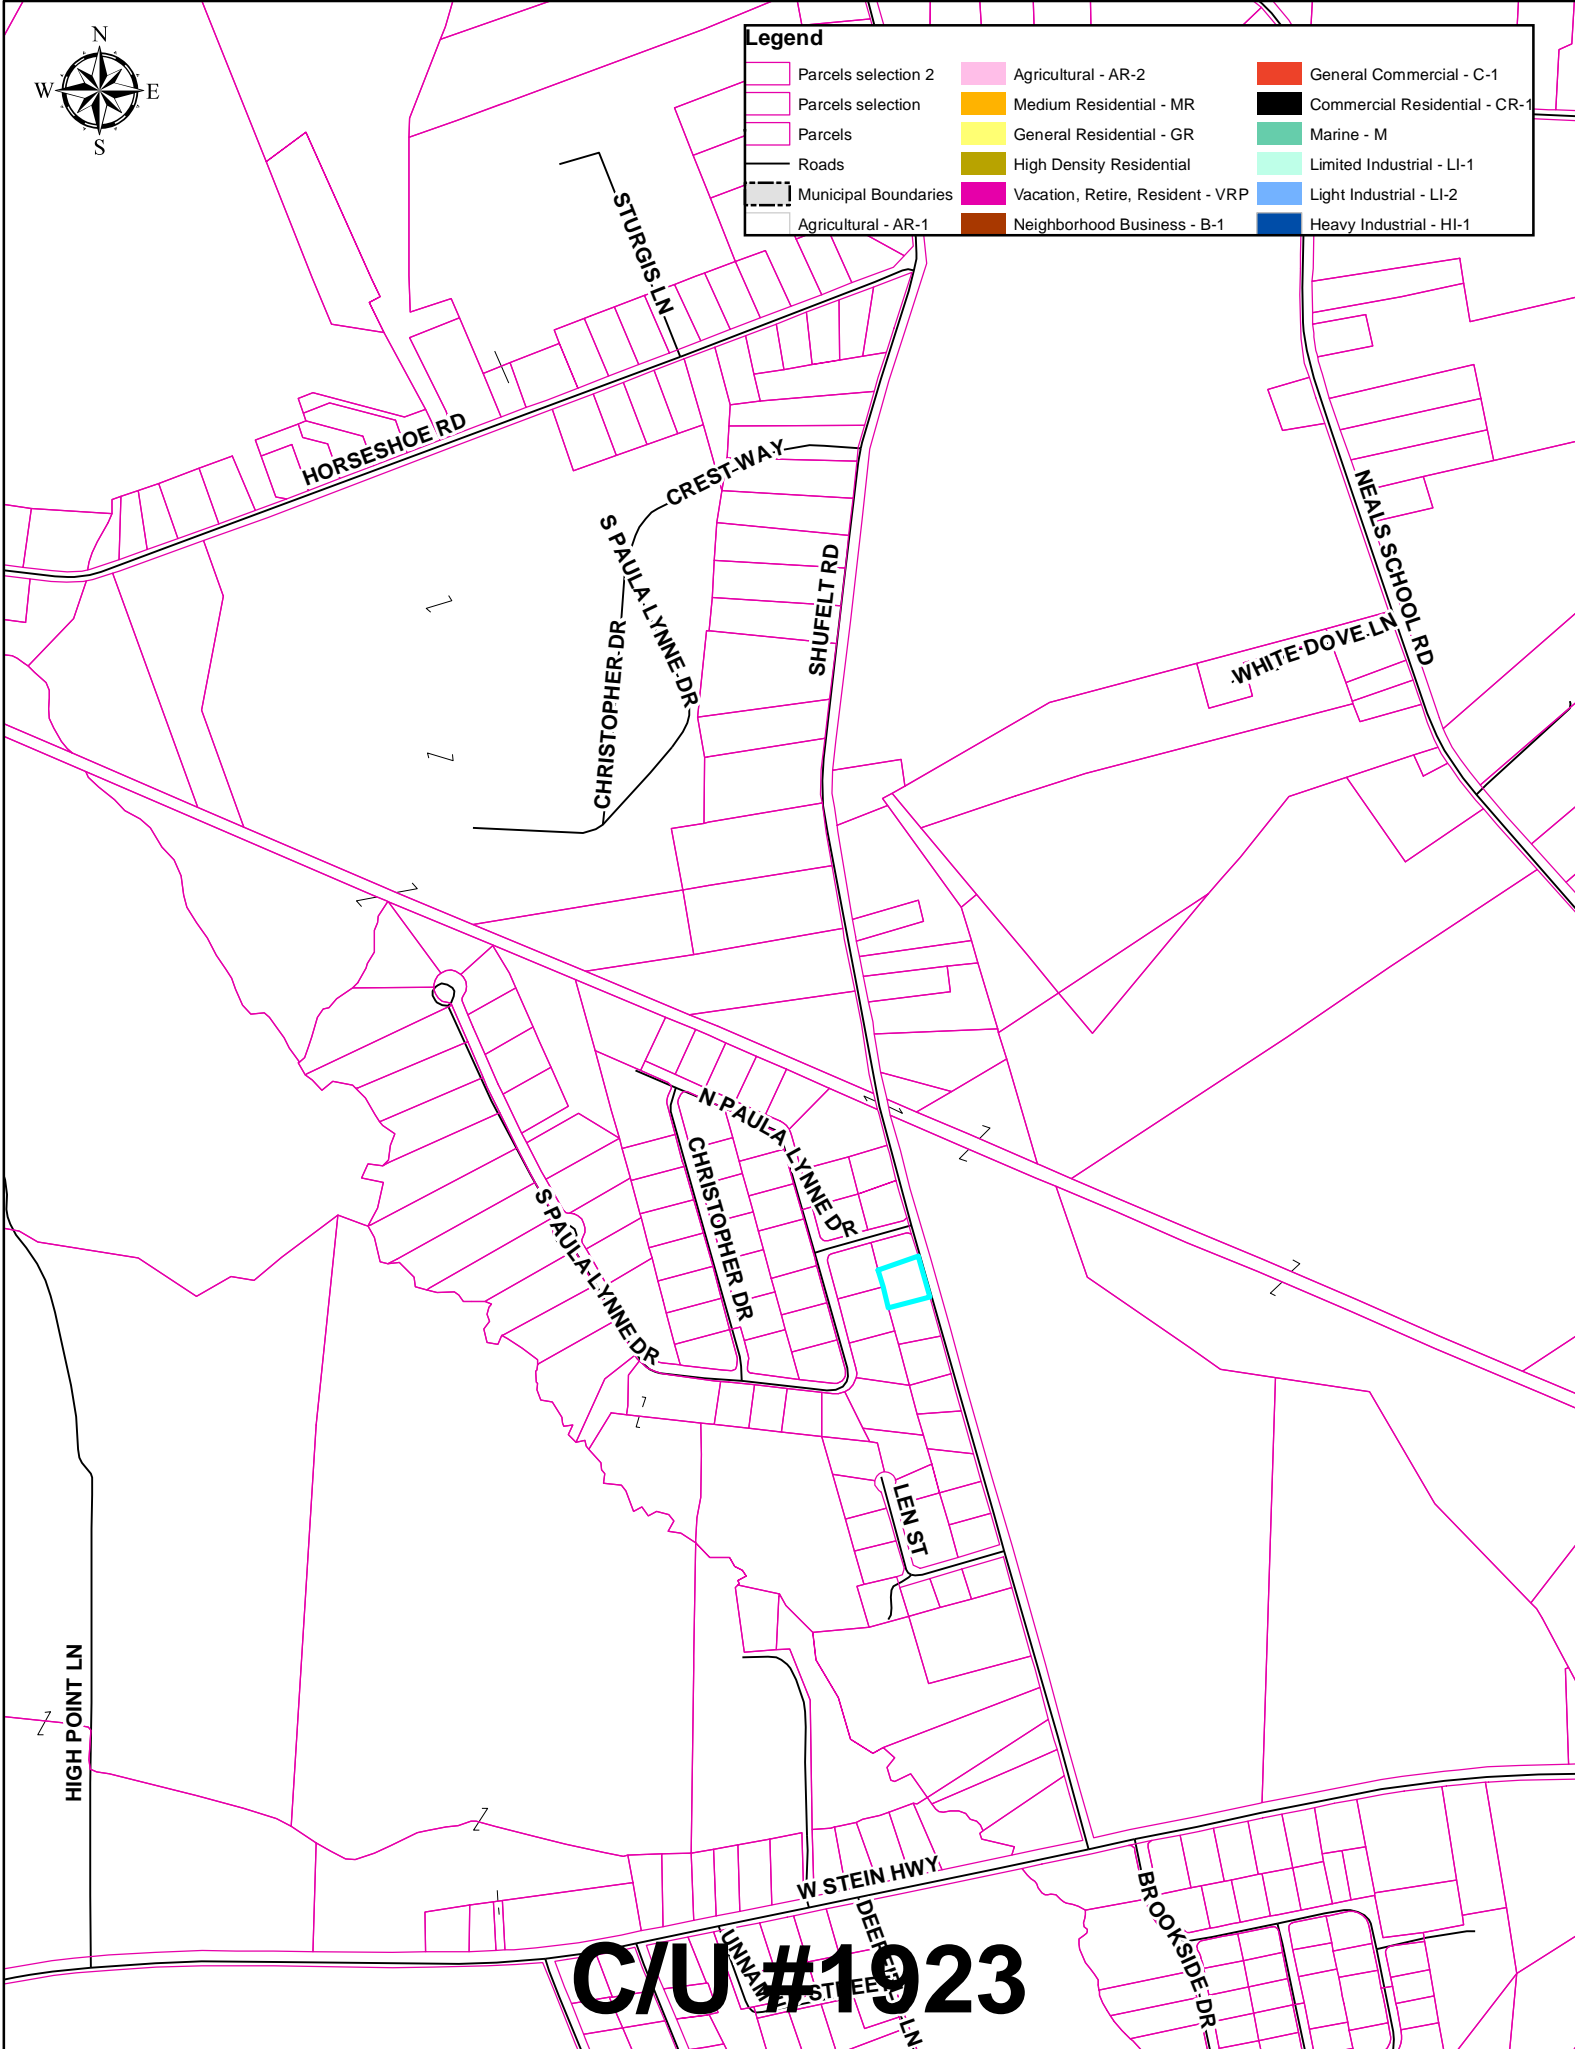 N
W E
S
Legend
Parcels selection 2
Parcels selection
Parcels
Roads
Municipal Boundaries
Agricultural - AR-1
Agricultural - AR-2
Medium Residential - MR
General Residential - GR
High Density Residential
Vacation, Retire, Resident - VRP
Neighborhood Business - B-1
General Commercial - C-1
Commercial Residential - CR-1
Marine - M
Limited Industrial - LI-1
Light Industrial - LI-2
Heavy Industrial - HI-1
STURGIS LN
HORSESHOE RD
CREST WAY
S PAULA LYNNE DR
CHRISTOPHER DR
SHUFELT RD
NEALS SCHOOL RD
WHITE DOVE LN
N PAULA LYNNE DR
CHRISTOPHER DR
S PAULA LYNNE DR
LEN ST
HIGH POINT LN
W STEIN HWY
BROOKSIDE DR
C/U #1923